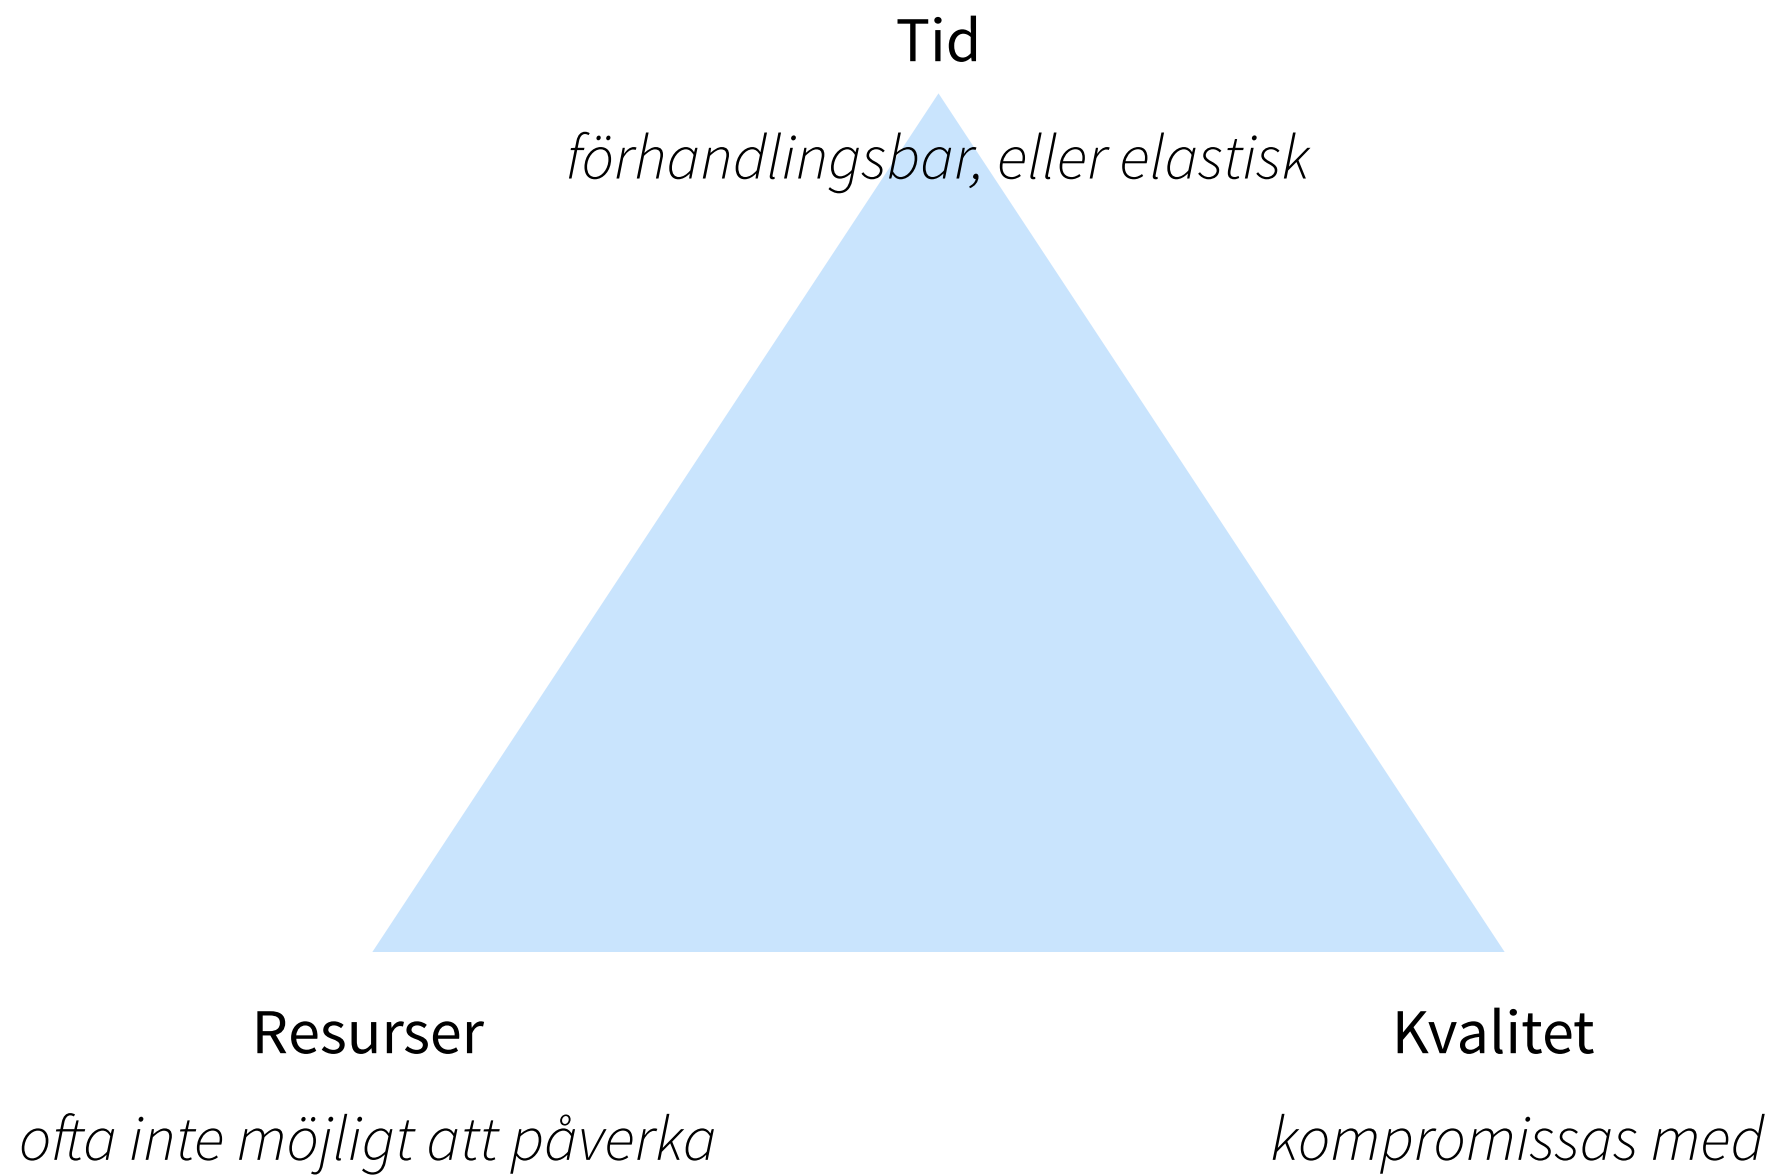 Tid
förhandlingsbar, eller elastisk
Resurser
ofta inte möjligt att påverka
Kvalitet
kompromissas med